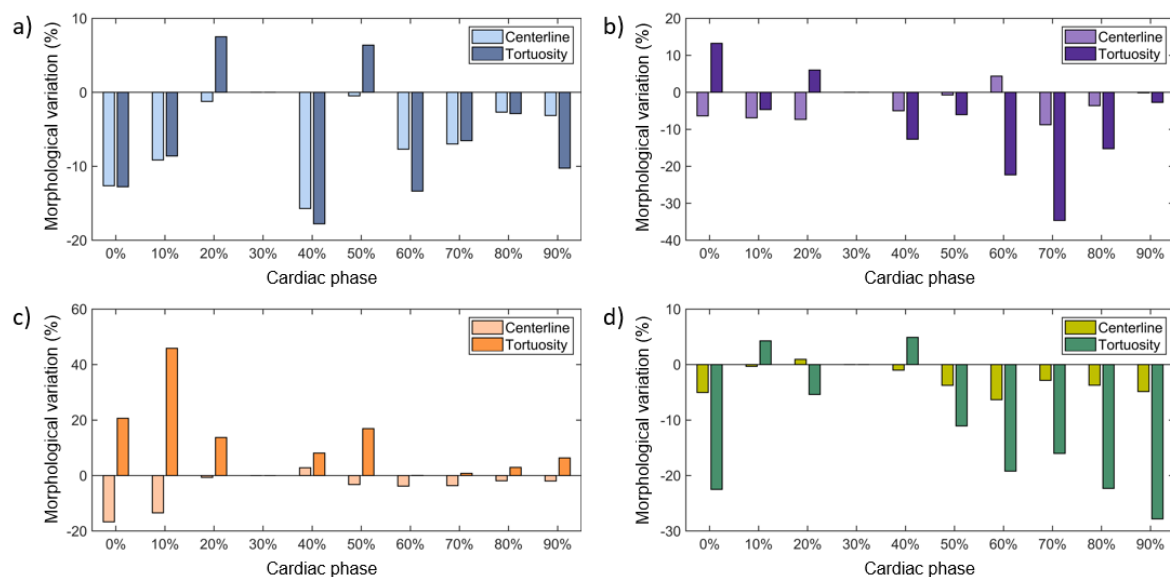 a)
Morphological variation (%)
10
0
-10
-20
Centerline
Tortuosity
0% 10% 20% 30% 40% 50% 60% 70% 80% 90%
Cardiac phase
b)
Morphological variation (%)
20
10
0
-10
-20
-30
-40
Centerline
Tortuosity
0% 10% 20% 30% 40% 50% 60% 70% 80% 90%
Cardiac phase
c)
Morphological variation (%)
60
40
20
0
-20
Centerline
Tortuosity
0% 10% 20% 30% 40% 50% 60% 70% 80% 90%
Cardiac phase
d)
Morphological variation (%)
10
0
-10
-20
-30
Centerline
Tortuosity
0% 10% 20% 30% 40% 50% 60% 70% 80% 90%
Cardiac phase